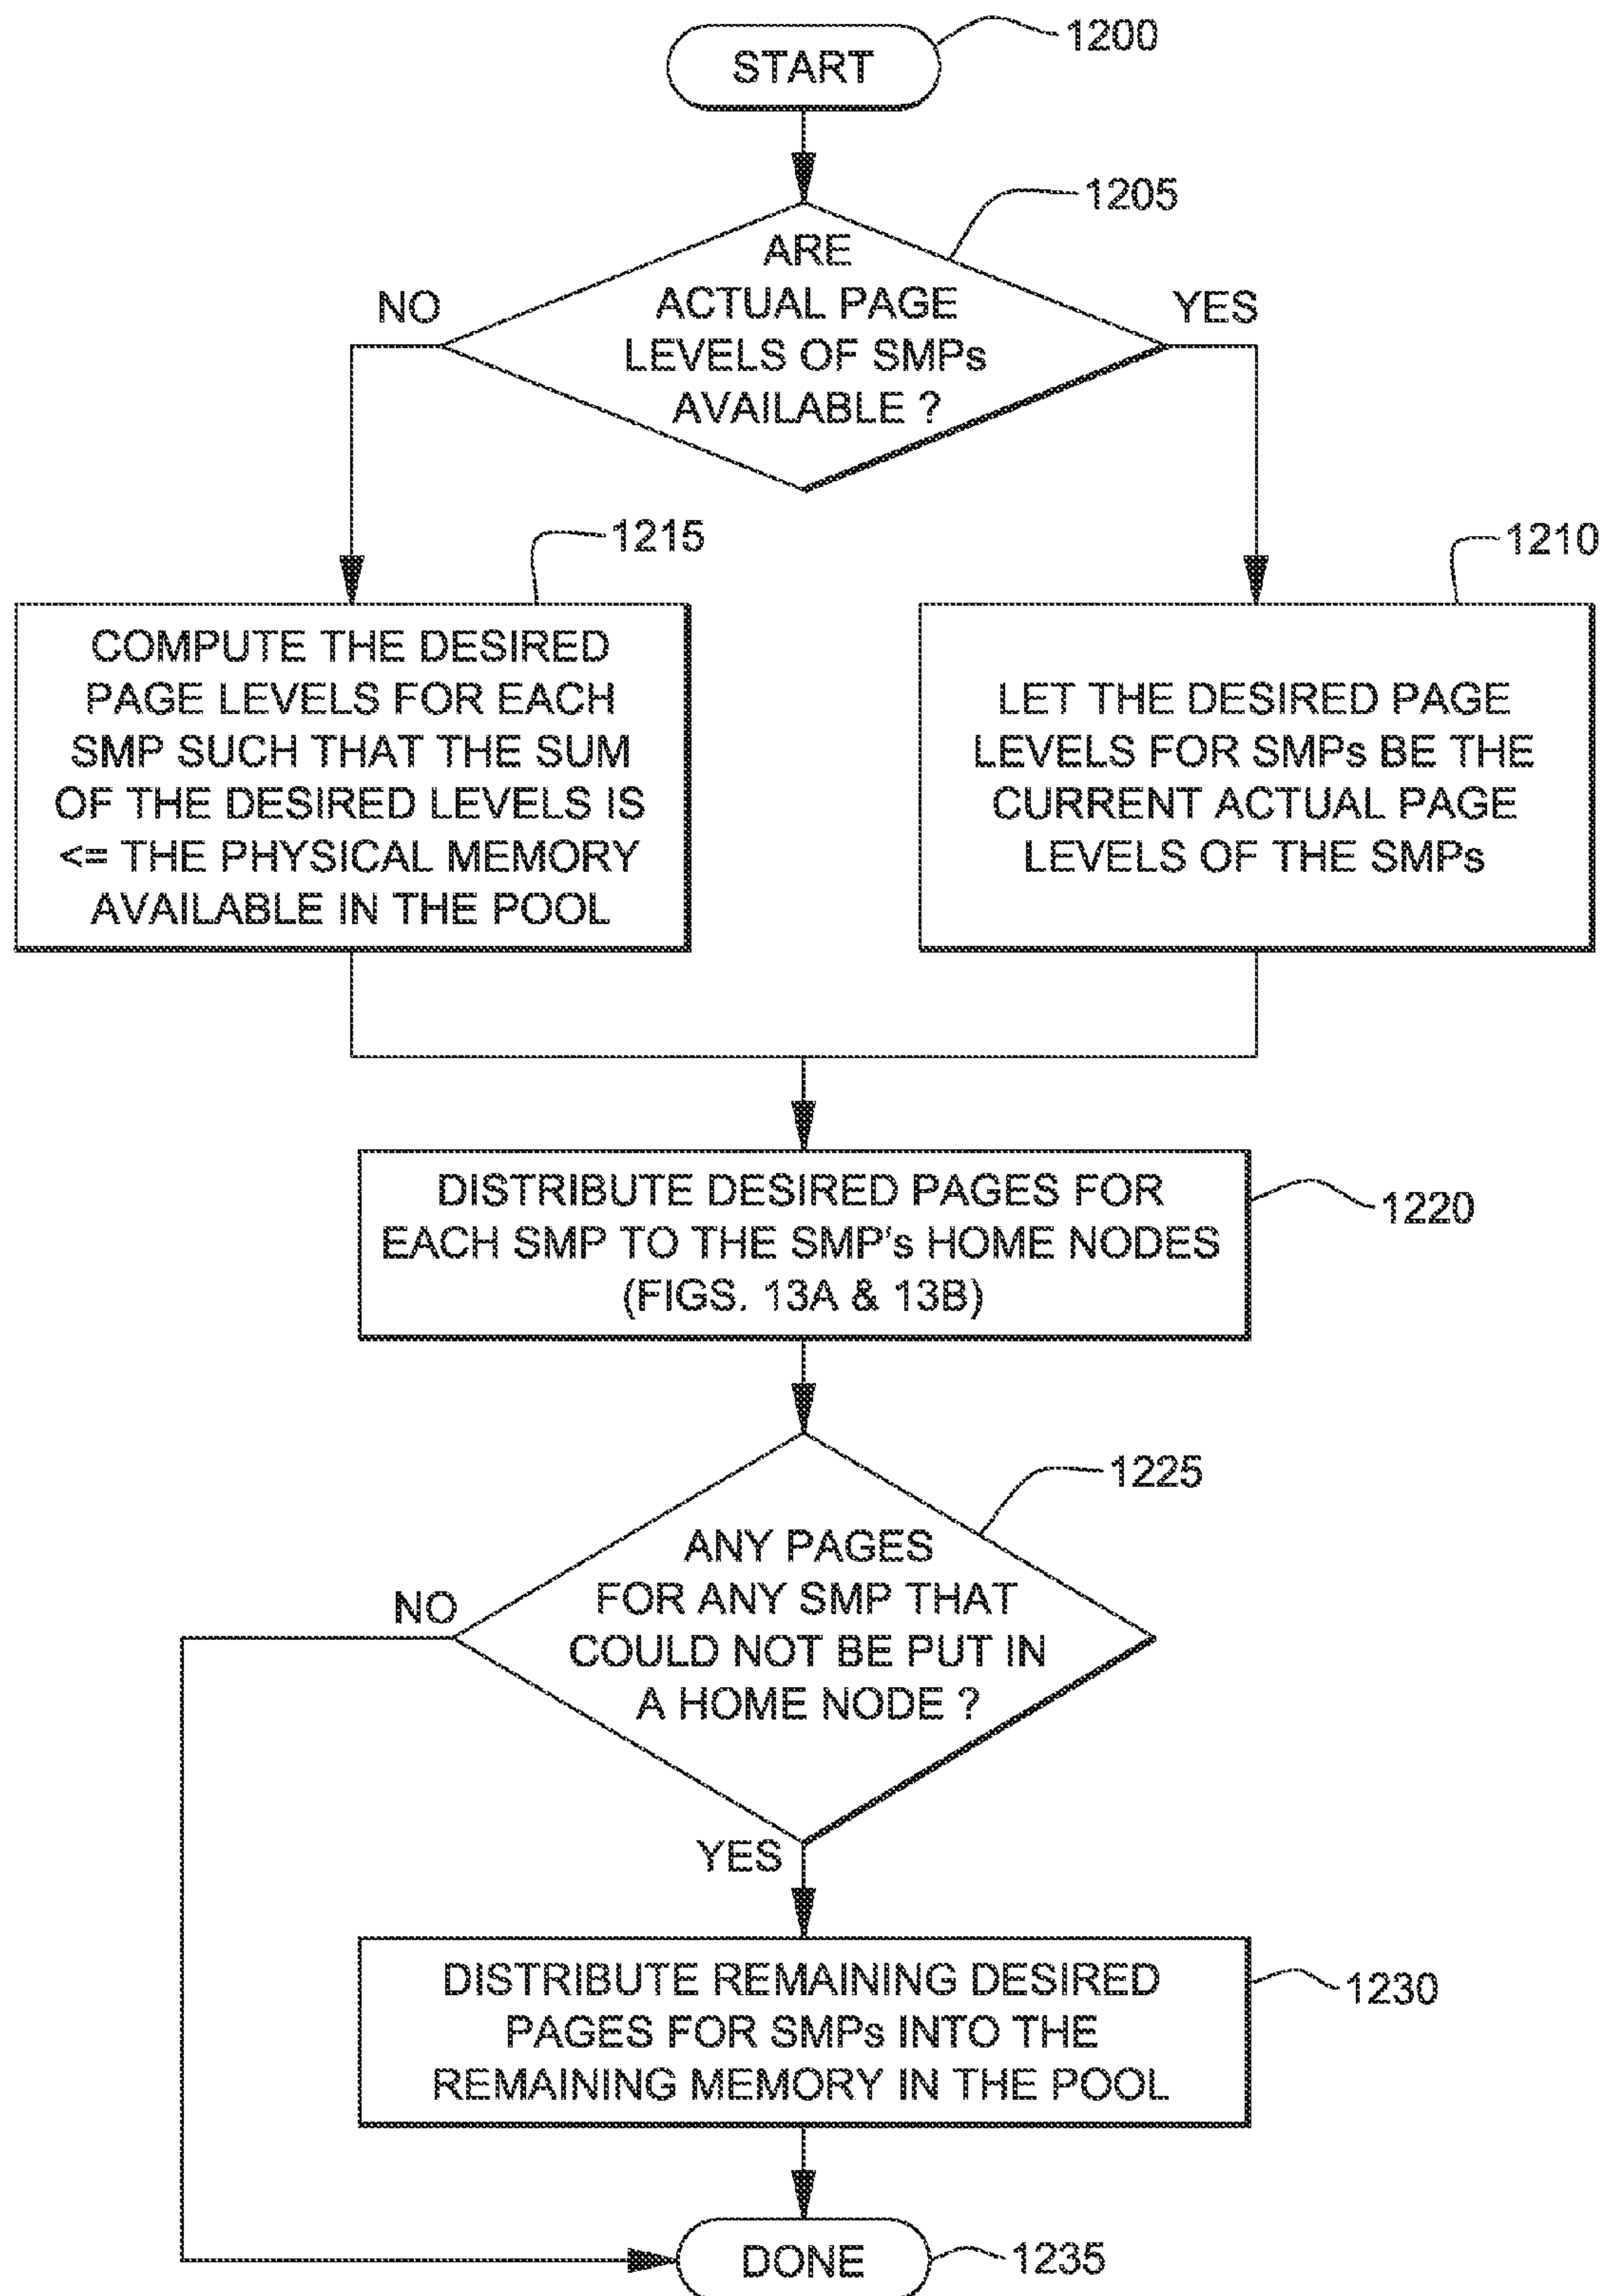 START
1200
1205
ARE
ACTUAL PAGE
LEVELS OF SMPs
AVAILABLE ?
NO
YES
1215
1210
COMPUTE THE DESIRED
PAGE LEVELS FOR EACH
SMP SUCH THAT THE SUM
OF THE DESIRED LEVELS IS
<= THE PHYSICAL MEMORY
AVAILABLE IN THE POOL
LET THE DESIRED PAGE
LEVELS FOR SMPs BE THE
CURRENT ACTUAL PAGE
LEVELS OF THE SMPs
DISTRIBUTE DESIRED PAGES FOR
EACH SMP TO THE SMP's HOME NODES
(FIGS. 13A & 13B)
1220
1225
ANY PAGES
FOR ANY SMP THAT
COULD NOT BE PUT IN
A HOME NODE ?
NO
YES
DISTRIBUTE REMAINING DESIRED
PAGES FOR SMPs INTO THE
REMAINING MEMORY IN THE POOL
1230
DONE
1235